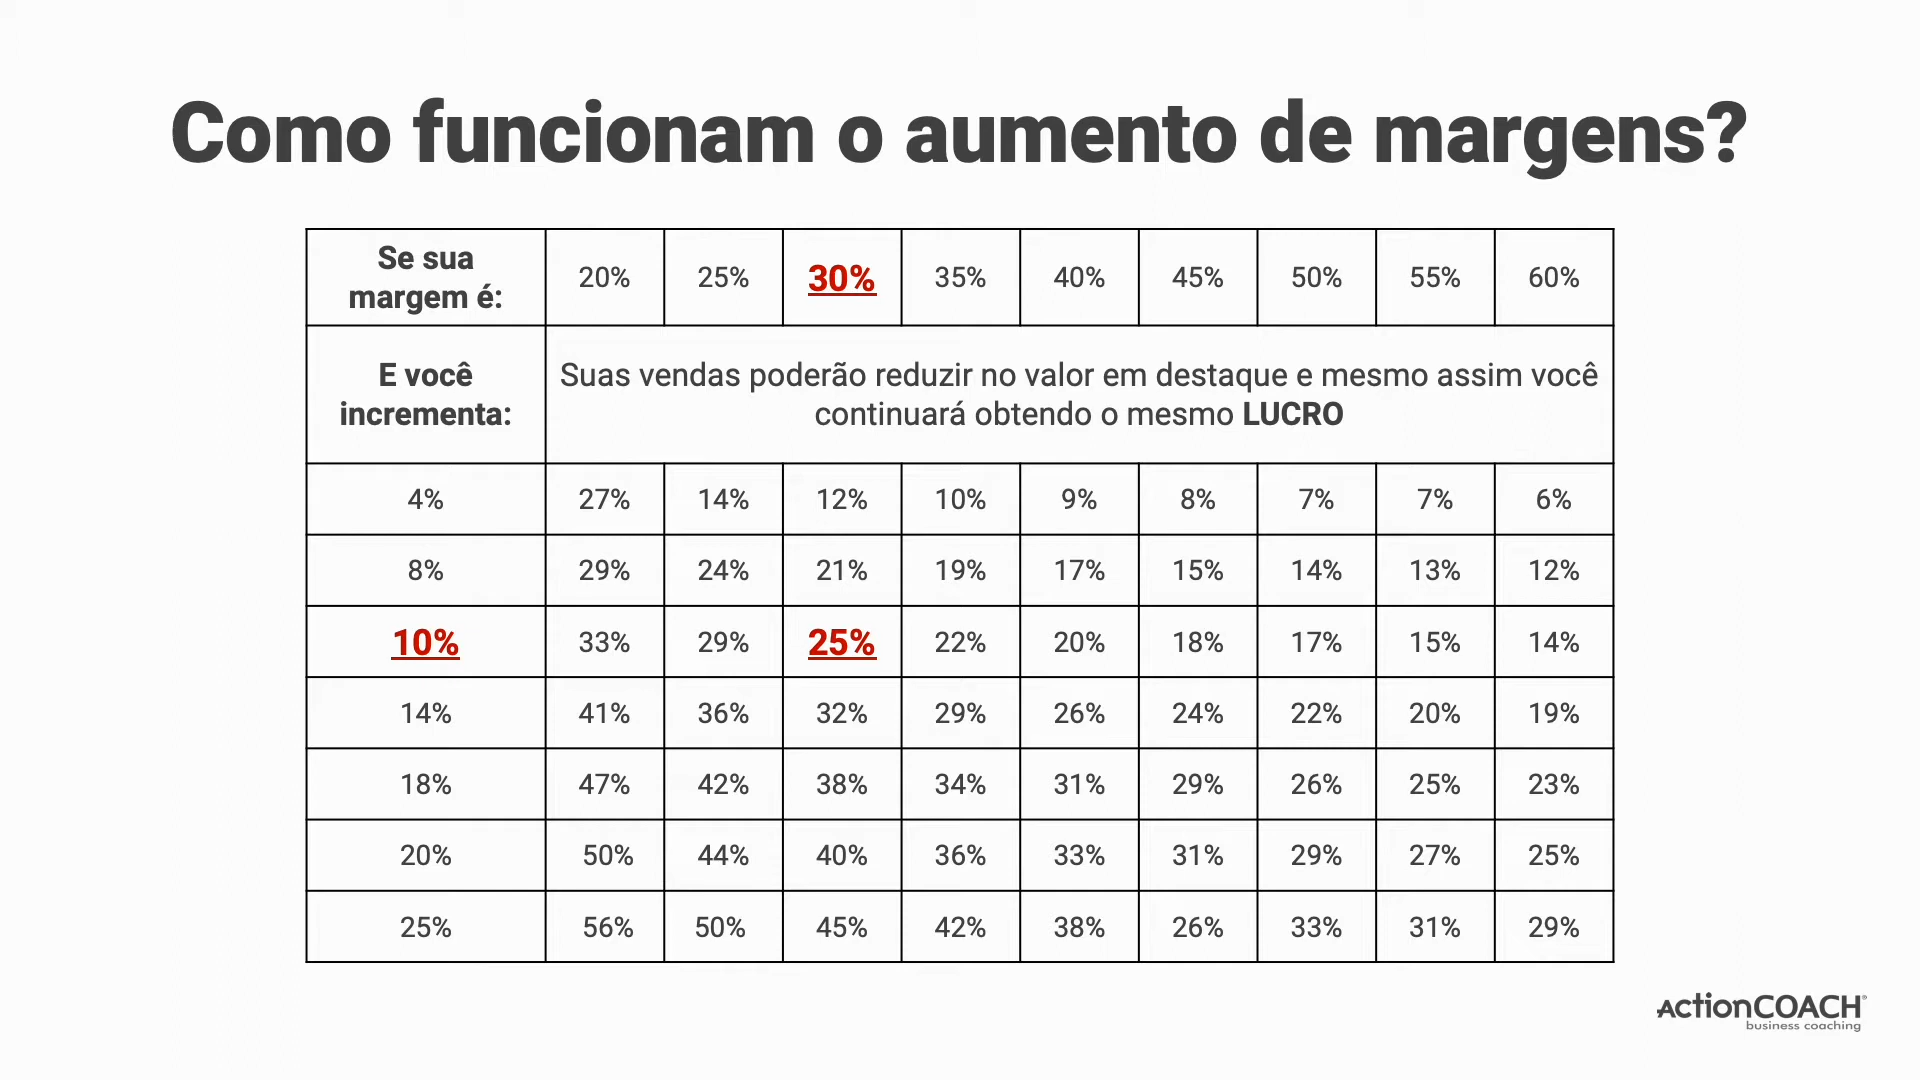 Como funcionam o aumento de margens?
Se sua
margem é:
20% 25% 30% 35% 40% 45% 50% 55% 60%
E você
incrementa:
Suas vendas poderão reduzir no valor em destaque e mesmo assim você
continuará obtendo o mesmo LUCRO
4% 27% 14% 12% 10% 9% 8% 7% 7% 6%
8% 29% 24% 21% 19% 17% 15% 14% 13% 12%
10% 33% 29% 25% 22% 20% 18% 17% 15% 14%
14% 41% 36% 32% 29% 26% 24% 22% 20% 19%
18% 47% 42% 38% 34% 31% 29% 26% 25% 23%
20% 50% 44% 40% 36% 33% 31% 29% 27% 25%
25% 56% 50% 45% 42% 38% 26% 33% 31% 29%
ActionCOACH®
business coaching